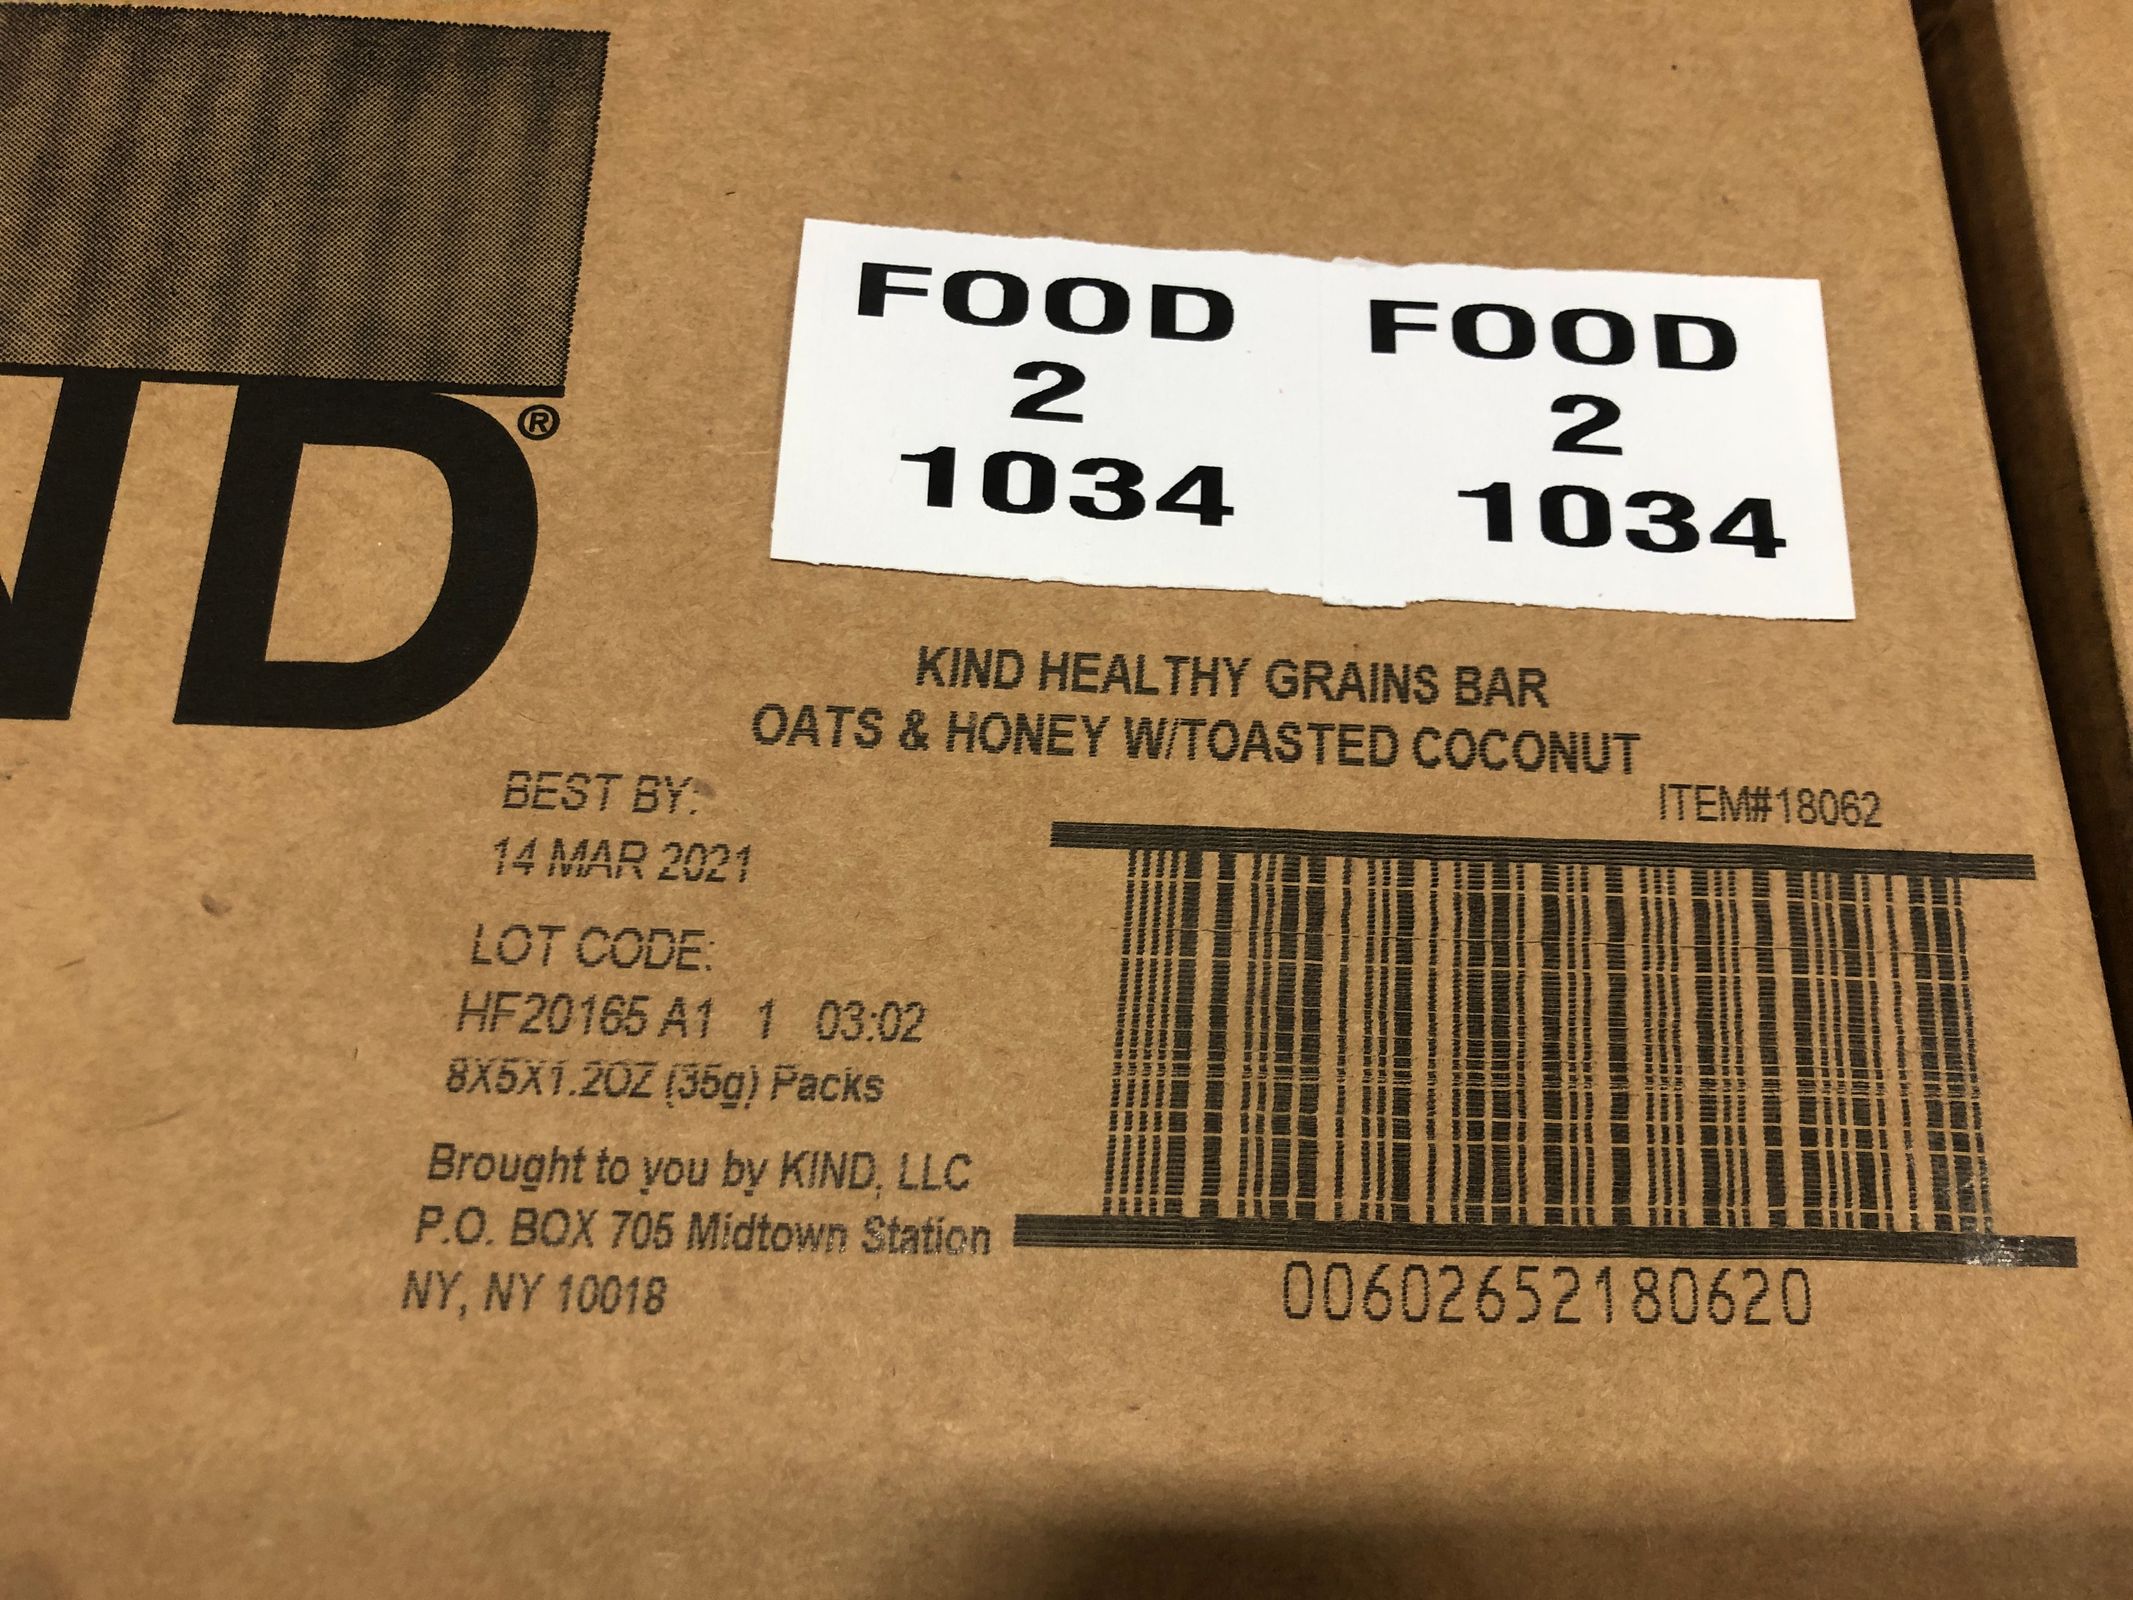 ND®
FOOD
2
1034
FOOD
2
1034
KIND HEALTHY GRAINS BAR
OATS & HONEY W/TOASTED COCONUT
ITEM#18062
BEST BY:
14 MAR 2021
LOT CODE:
HF20165 A1 1 03:02
8X5X1.2OZ (35g) Packs
Brought to you by KIND, LLC
P.O. BOX 705 Midtown Station
NY, NY 10018
00602652180620